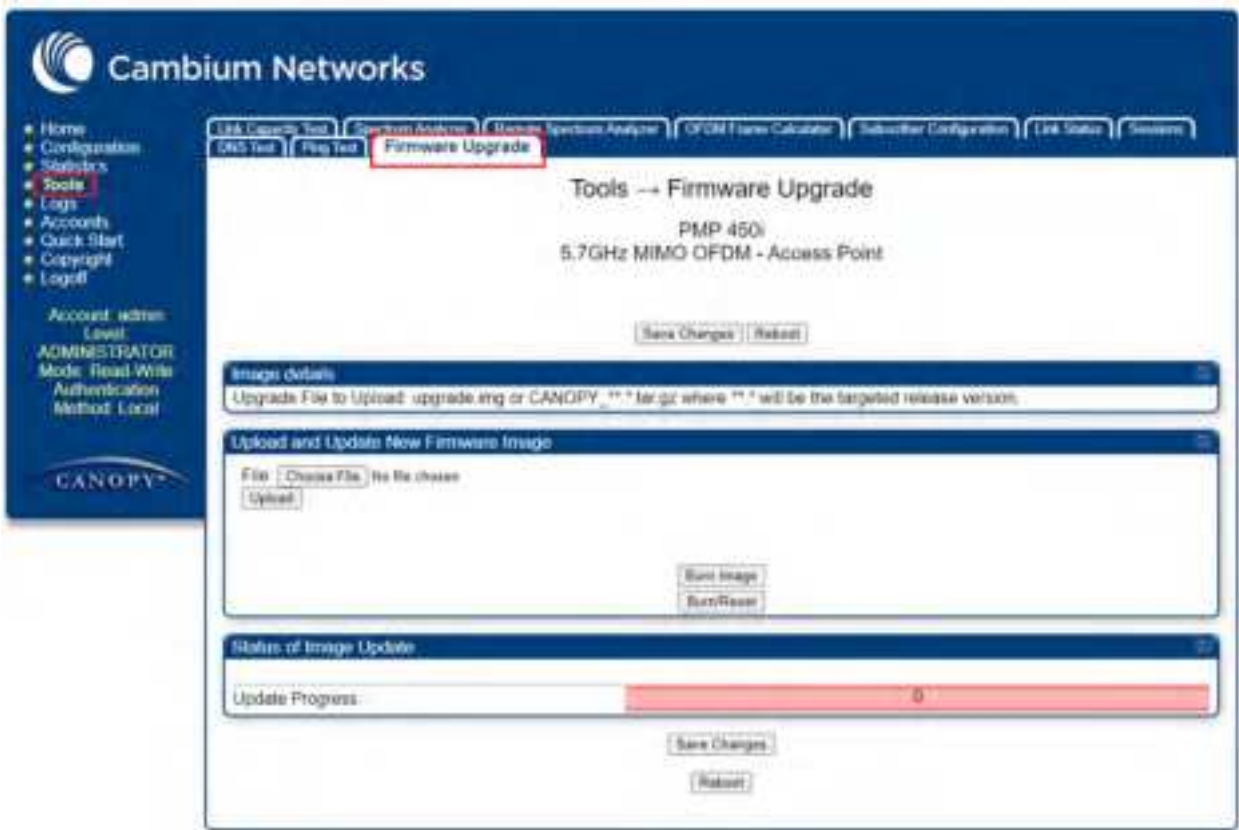 Cambium Networks
Home
Configuration
Statistics
Tools
Logs
Accounts
Quick Start
Copyright
Logoff
Account: admin
Level:
ADMINISTRATOR
Mode: Read-Write
Authentication
Method: Local
CANOPY
Link Capacity Test Spectrum Analyzer Remote Spectrum Analyzer OFDM Frame Calculator Subscriber Configuration Link Status Sessions
DNS Test Ping Test Firmware Upgrade
Tools → Firmware Upgrade
PMP 450i
5.7GHz MIMO OFDM - Access Point
Save Changes Reboot
Image details
Upgrade File to Upload: upgrade.img or CANOPY_**.*.tar.gz where **.* will be the targeted release version.
Upload and Update New Firmware Image
File: Choose File No file chosen
Upload
Burn Image
Burn/Reset
Status of Image Update
Update Progress 0
Save Changes
Reboot